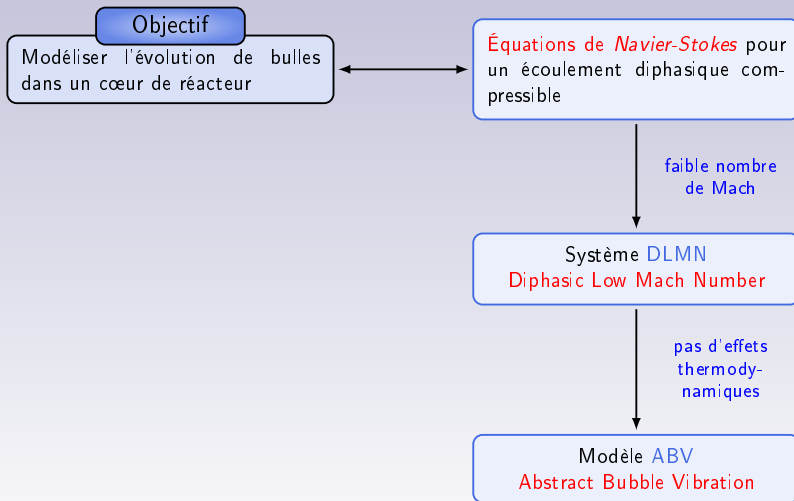 Objectif
Modéliser l'évolution de bulles
dans un cœur de réacteur
Équations de Navier-Stokes pour
un écoulement diphasique com-
pressible
faible nombre
de Mach
Système DLMN
Diphasic Low Mach Number
pas d'effets
thermody-
namiques
Modèle ABV
Abstract Bubble Vibration